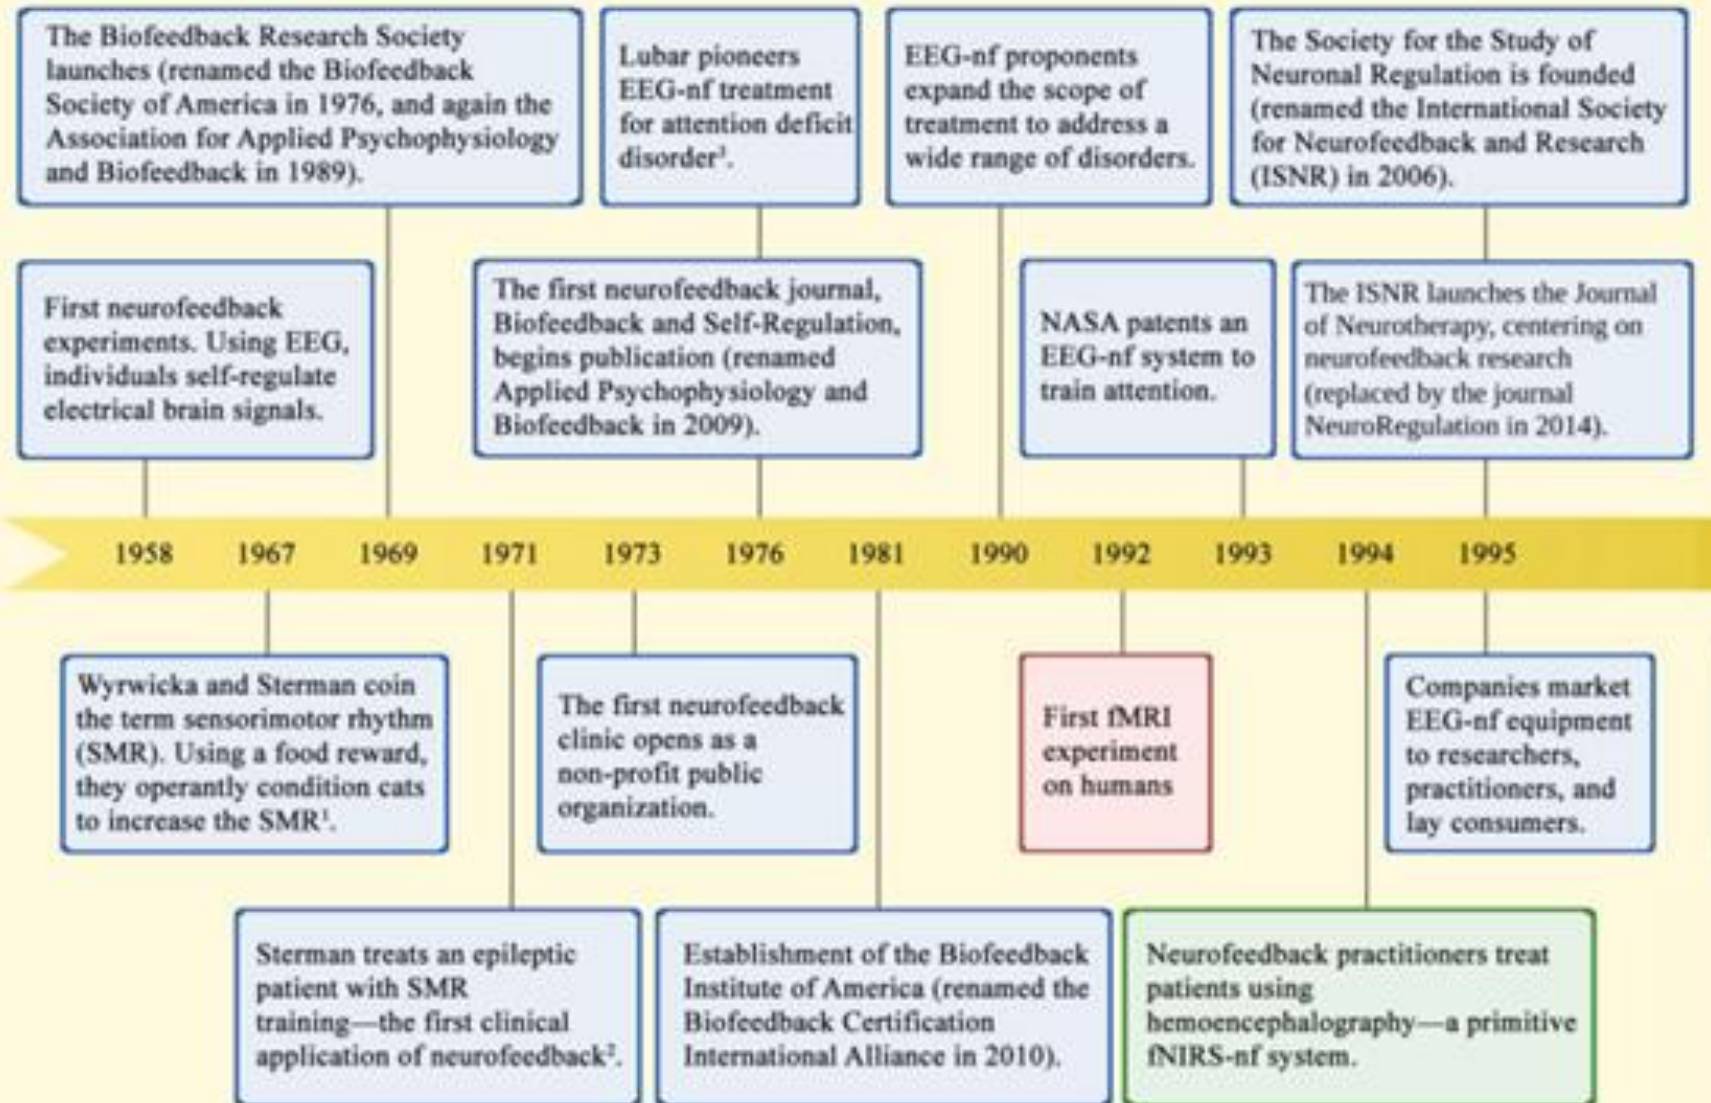 The Biofeedback Research Society
launches (renamed the Biofeedback
Society of America in 1976, and again the
Association for Applied Psychophysiology
and Biofeedback in 1989).
Lubar pioneers
EEG-nf treatment
for attention deficit
disorder³.
EEG-nf proponents
expand the scope of
treatment to address a
wide range of disorders.
The Society for the Study of
Neuronal Regulation is founded
(renamed the International Society
for Neurofeedback and Research
(ISNR) in 2006).
First neurofeedback
experiments. Using EEG,
individuals self-regulate
electrical brain signals.
The first neurofeedback journal,
Biofeedback and Self-Regulation,
begins publication (renamed
Applied Psychophysiology and
Biofeedback in 2009).
NASA patents an
EEG-nf system to
train attention.
The ISNR launches the Journal
of Neurotherapy, centering on
neurofeedback research
(replaced by the journal
NeuroRegulation in 2014).
1958 1967 1969 1971 1973 1976 1981 1990 1992 1993 1994 1995
Wyrwicka and Sterman coin
the term sensorimotor rhythm
(SMR). Using a food reward,
they operantly condition cats
to increase the SMR¹.
The first neurofeedback
clinic opens as a
non-profit public
organization.
First fMRI
experiment
on humans
Companies market
EEG-nf equipment
to researchers,
practitioners, and
lay consumers.
Sterman treats an epileptic
patient with SMR
training—the first clinical
application of neurofeedback².
Establishment of the Biofeedback
Institute of America (renamed the
Biofeedback Certification
International Alliance in 2010).
Neurofeedback practitioners treat
patients using
hemoencephalography—a primitive
fNIRS-nf system.